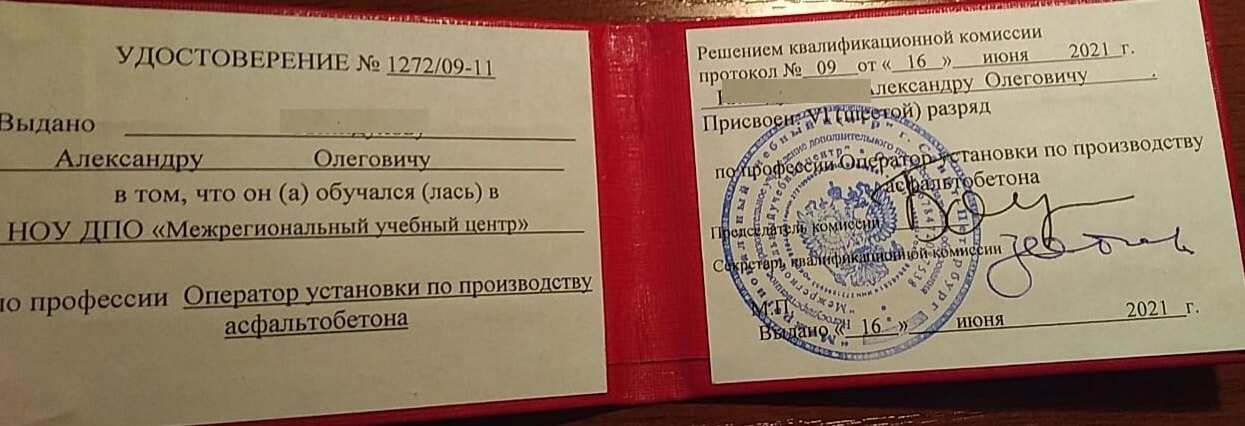 УДОСТОВЕРЕНИЕ № 1272/09-11
Выдано
Александру Олеговичу
в том, что он (а) обучался (лась) в
НОУ ДПО «Межрегиональный учебный центр»
по профессии Оператор установки по производству
асфальтобетона
Решением квалификационной комиссии
протокол № 09 от « 16 » июня 2021 г.
Александру Олеговичу .
Присвоен: VI (шестой) разряд
по профессии Оператор установки по производству
асфальтобетона
Председатель комиссии
Секретарь квалификационной комиссии
М.П.
Выдано « 16 » июня 2021 г.